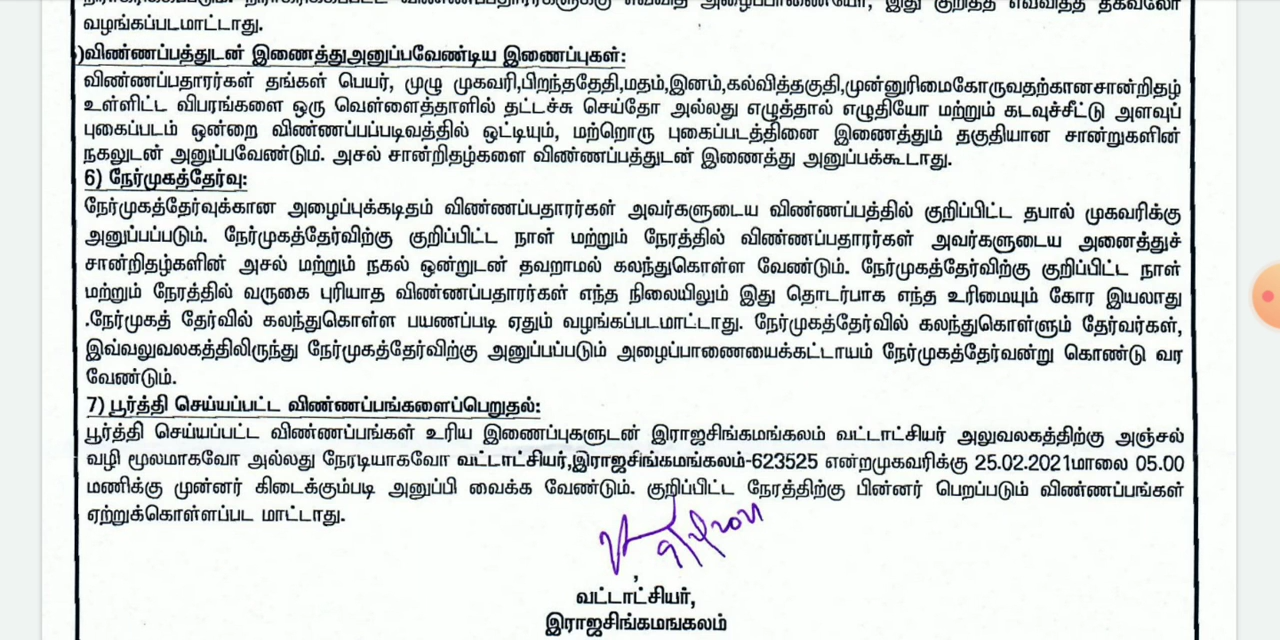 வழங்கப்படமாட்டாது.
)விண்ணப்பத்துடன் இணைத்துஅனுப்பவேண்டிய இணைப்புகள்:
விண்ணப்பதாரர்கள் தங்கள் பெயர், முழு முகவரி,பிறந்ததேதி,மதம்,இனம்,கல்வித்தகுதி,முன்னுரிமைகோருவதற்கானசான்றிதழ்
உள்ளிட்ட விபரங்களை ஒரு வெள்ளைத்தாளில் தட்டச்சு செய்தோ அல்லது எழுத்தால் எழுதியோ மற்றும் கடவுச்சீட்டு அளவுப்
புகைப்படம் ஒன்றை விண்ணப்பப்படிவத்தில் ஒட்டியும், மற்றொரு புகைப்படத்தினை இணைத்தும் தகுதியான சான்றுகளின்
நகலுடன் அனுப்பவேண்டும். அசல் சான்றிதழ்களை விண்ணப்பத்துடன் இணைத்து அனுப்பக்கூடாது.
6) நேர்முகத்தேர்வு:
நேர்முகத்தேர்வுக்கான அழைப்புக்கடிதம் விண்ணப்பதாரர்கள் அவர்களுடைய விண்ணப்பத்தில் குறிப்பிட்ட தபால் முகவரிக்கு
அனுப்பப்படும். நேர்முகத்தேர்விற்கு குறிப்பிட்ட நாள் மற்றும் நேரத்தில் விண்ணப்பதாரர்கள் அவர்களுடைய அனைத்துச்
சான்றிதழ்களின் அசல் மற்றும் நகல் ஒன்றுடன் தவறாமல் கலந்துகொள்ள வேண்டும். நேர்முகத்தேர்விற்கு குறிப்பிட்ட நாள்
மற்றும் நேரத்தில் வருகை புரியாத விண்ணப்பதாரர்கள் எந்த நிலையிலும் இது தொடர்பாக எந்த உரிமையும் கோர இயலாது
.நேர்முகத் தேர்வில் கலந்துகொள்ள பயணப்படி ஏதும் வழங்கப்படமாட்டாது. நேர்முகத்தேர்வில் கலந்துகொள்ளும் தேர்வர்கள்,
இவ்வலுவலகத்திலிருந்து நேர்முகத்தேர்விற்கு அனுப்பப்படும் அழைப்பாணையைக்கட்டாயம் நேர்முகத்தேர்வன்று கொண்டு வர
வேண்டும்.
7) பூர்த்தி செய்யப்பட்ட விண்ணப்பங்களைப்பெறுதல்:
பூர்த்தி செய்யப்பட்ட விண்ணப்பங்கள் உரிய இணைப்புகளுடன் இராஜசிங்கமங்கலம் வட்டாட்சியர் அலுவலகத்திற்கு அஞ்சல்
வழி மூலமாகவோ அல்லது நேரடியாகவோ வட்டாட்சியர்,இராஜசிங்கமங்கலம்-623525 என்றமுகவரிக்கு 25.02.2021மாலை 05.00
மணிக்கு முன்னர் கிடைக்கும்படி அனுப்பி வைக்க வேண்டும். குறிப்பிட்ட நேரத்திற்கு பின்னர் பெறப்படும் விண்ணப்பங்கள்
ஏற்றுக்கொள்ளப்பட மாட்டாது.
வட்டாட்சியர்,
இராஜசிங்கமஙகலம்